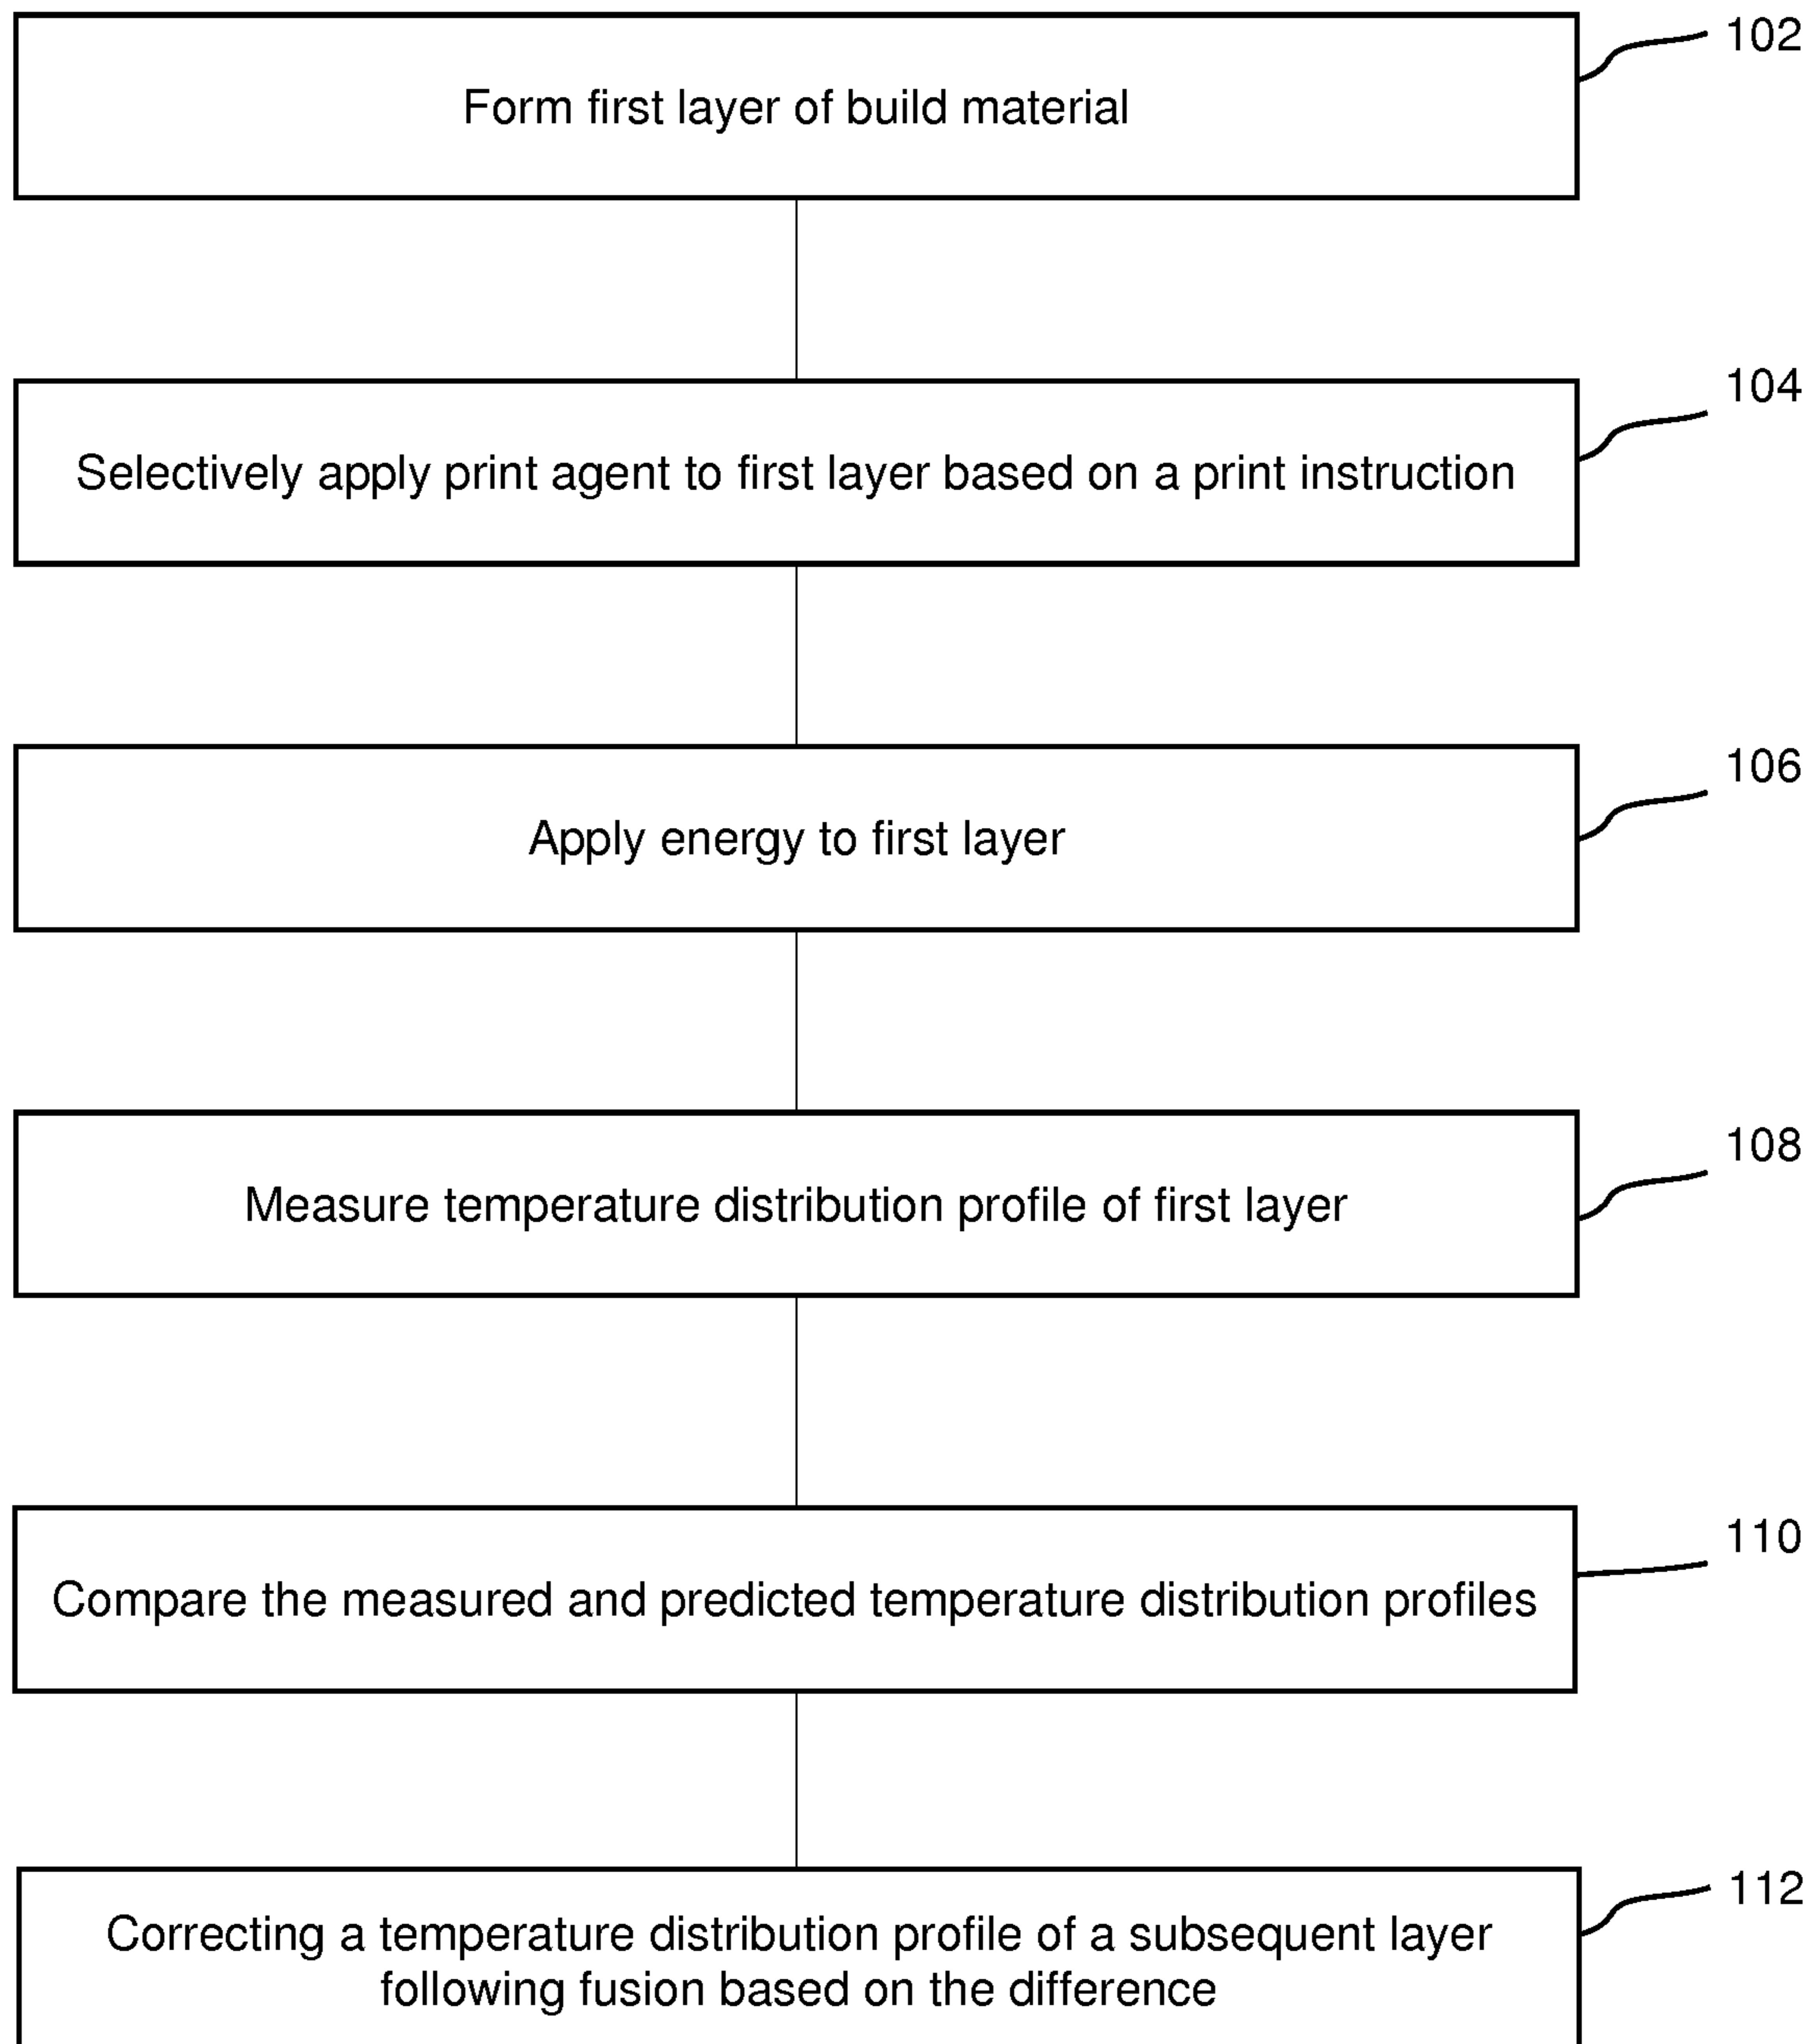 102
Form first layer of build material
104
Selectively apply print agent to first layer based on a print instruction
106
Apply energy to first layer
108
Measure temperature distribution profile of first layer
110
Compare the measured and predicted temperature distribution profiles
112
Correcting a temperature distribution profile of a subsequent layer
following fusion based on the difference